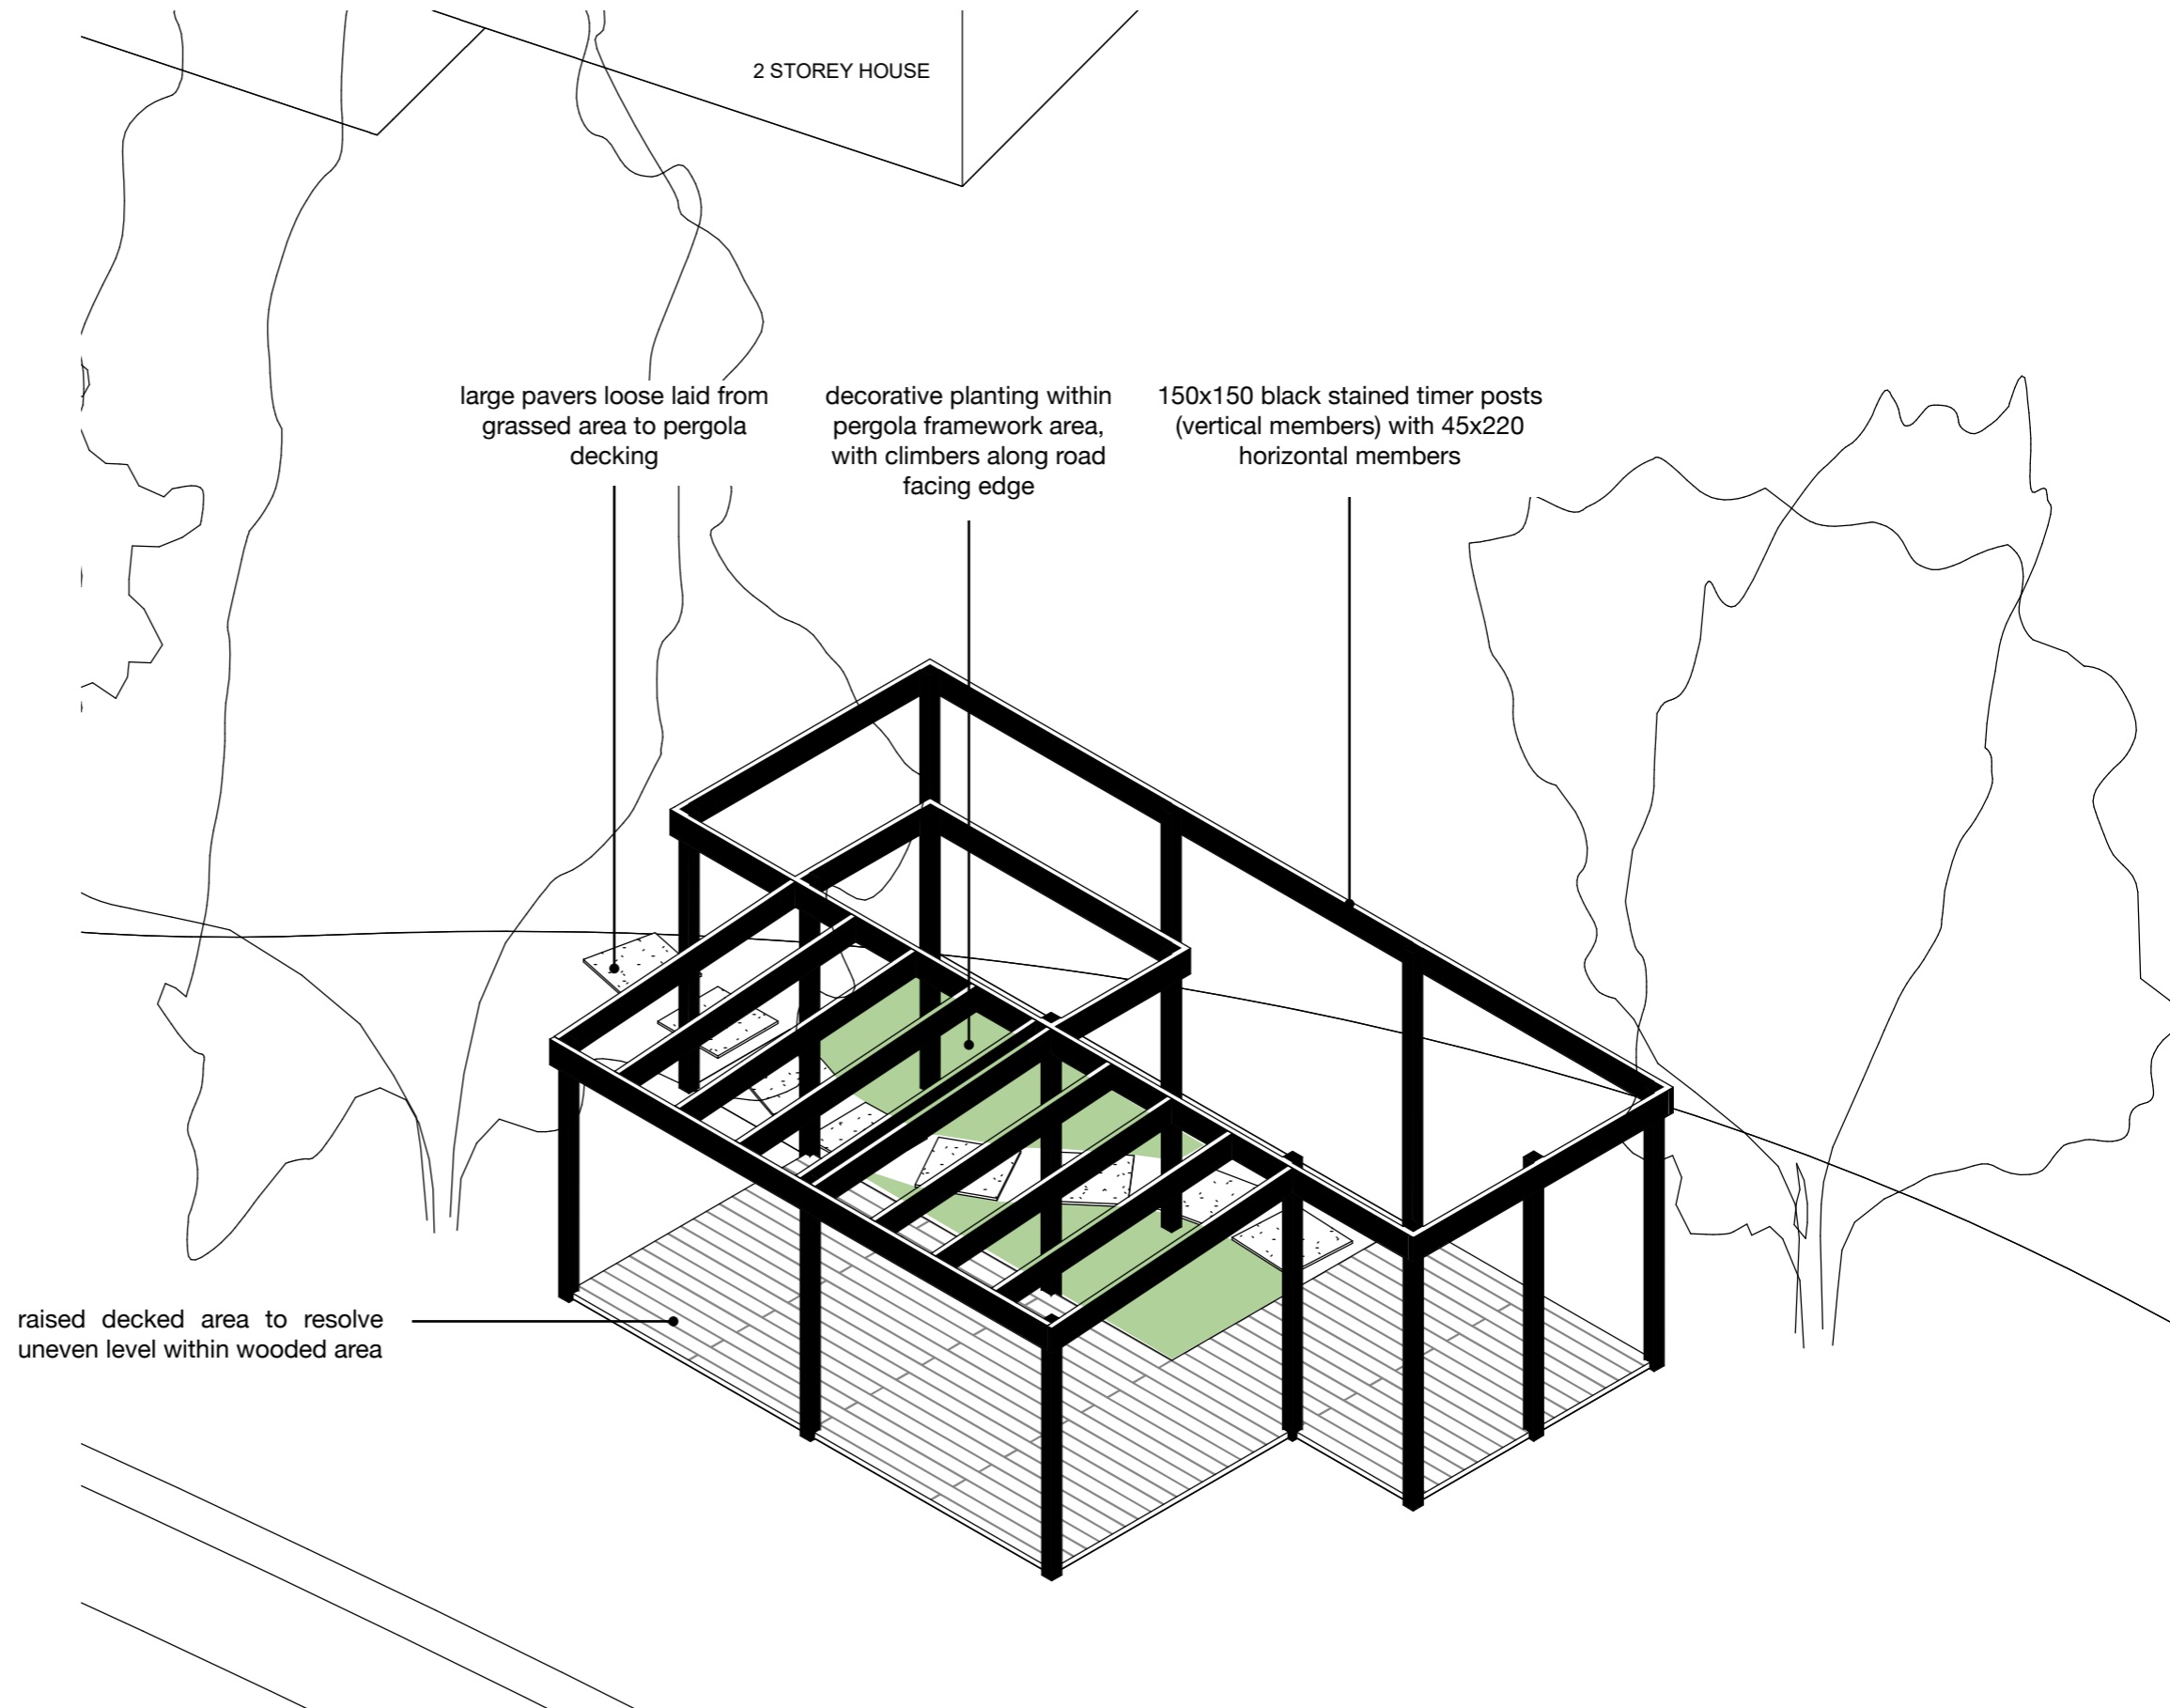 2 STOREY HOUSE
large pavers loose laid from
grassed area to pergola
decking
decorative planting within
pergola framework area,
with climbers along road
facing edge
150x150 black stained timer posts
(vertical members) with 45x220
horizontal members
raised decked area to resolve
uneven level within wooded area